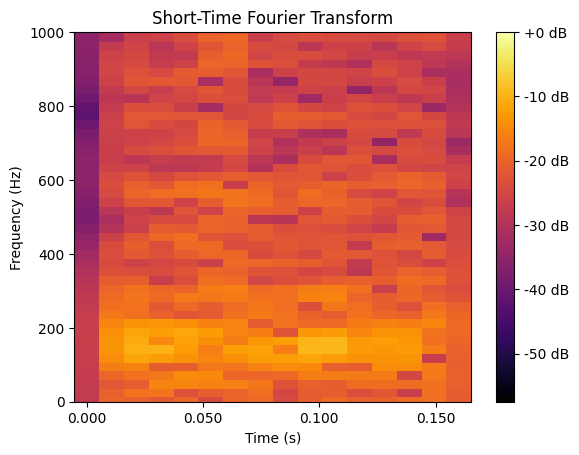 Short-Time Fourier Transform
1000
800
600
400
200
0
Frequency (Hz)
0.000
0.050
0.100
0.150
Time (s)
+0 dB
-10 dB
-20 dB
-30 dB
-40 dB
-50 dB